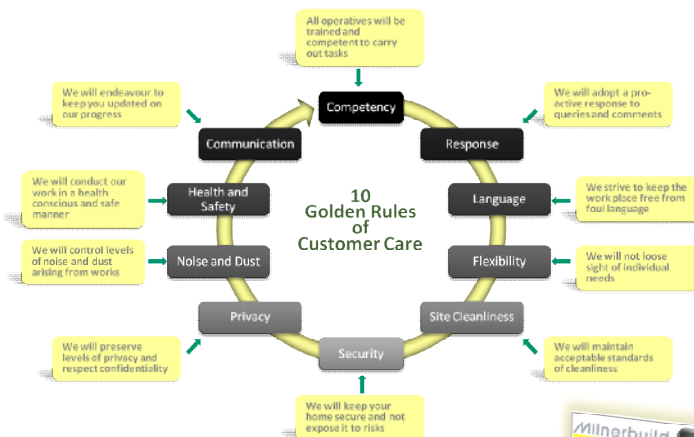 All operatives will be
trained and
competent to carry
out tasks
Competency
We will adopt a pro-
active response to
queries and comments
Response
We strive to keep the
work place free from
foul language
Language
We will not loose
sight of individual
needs
Flexibility
We will maintain
acceptable standards
of cleanliness
Site Cleanliness
We will keep your
home secure and not
expose it to risks
Security
We will preserve
levels of privacy and
respect confidentiality
Privacy
We will control levels
of noise and dust
arising from works
Noise and Dust
We will conduct our
work in a health
conscious and safe
manner
Health and
Safety
We will endeavour to
keep you updated on
our progress
Communication
10
Golden Rules
of
Customer Care
Milnerbuild